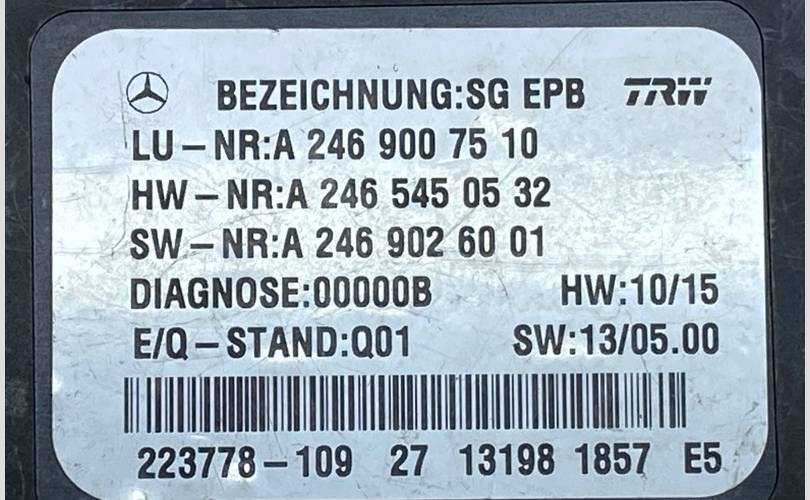 BEZEICHNUNG:SG EPB TRW
LU-NR:A 246 900 75 10
HW-NR:A 246 545 05 32
SW-NR:A 246 902 60 01
DIAGNOSE:00000B HW:10/15
E/Q-STAND:Q01 SW:13/05.00
223778-109 27 13198 1857 E5